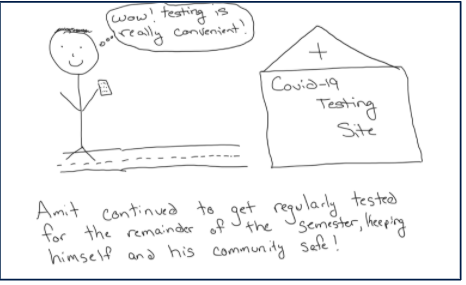 Wow! testing is
really convenient!
Covid-19
Testing
Site
Amit continued to get regularly tested
for the remainder of the semester, keeping
himself and his community safe!